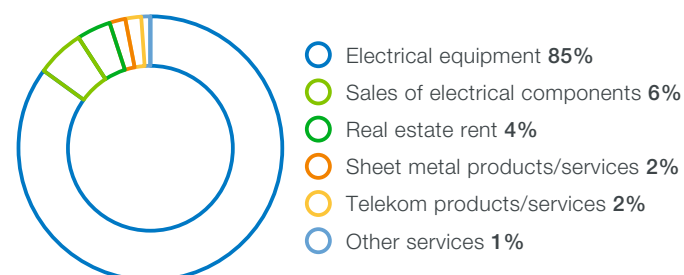 Electrical equipment 85%
Sales of electrical components 6%
Real estate rent 4%
Sheet metal products/services 2%
Telekom products/services 2%
Other services 1%